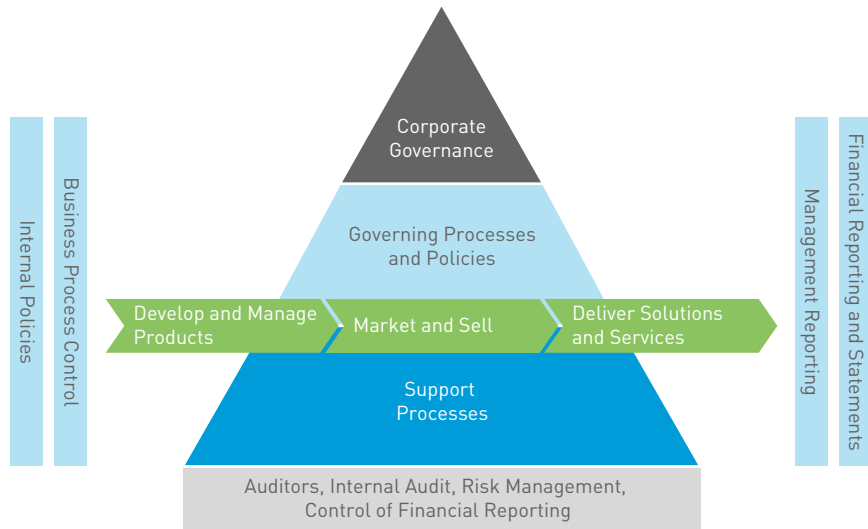 Corporate
Governance
Internal Policies
Business Process Control
Governing Processes
and Policies
Management Reporting
Financial Reporting and Statements
Develop and Manage
Products
Market and Sell
Deliver Solutions
and Services
Support
Processes
Auditors, Internal Audit, Risk Management,
Control of Financial Reporting